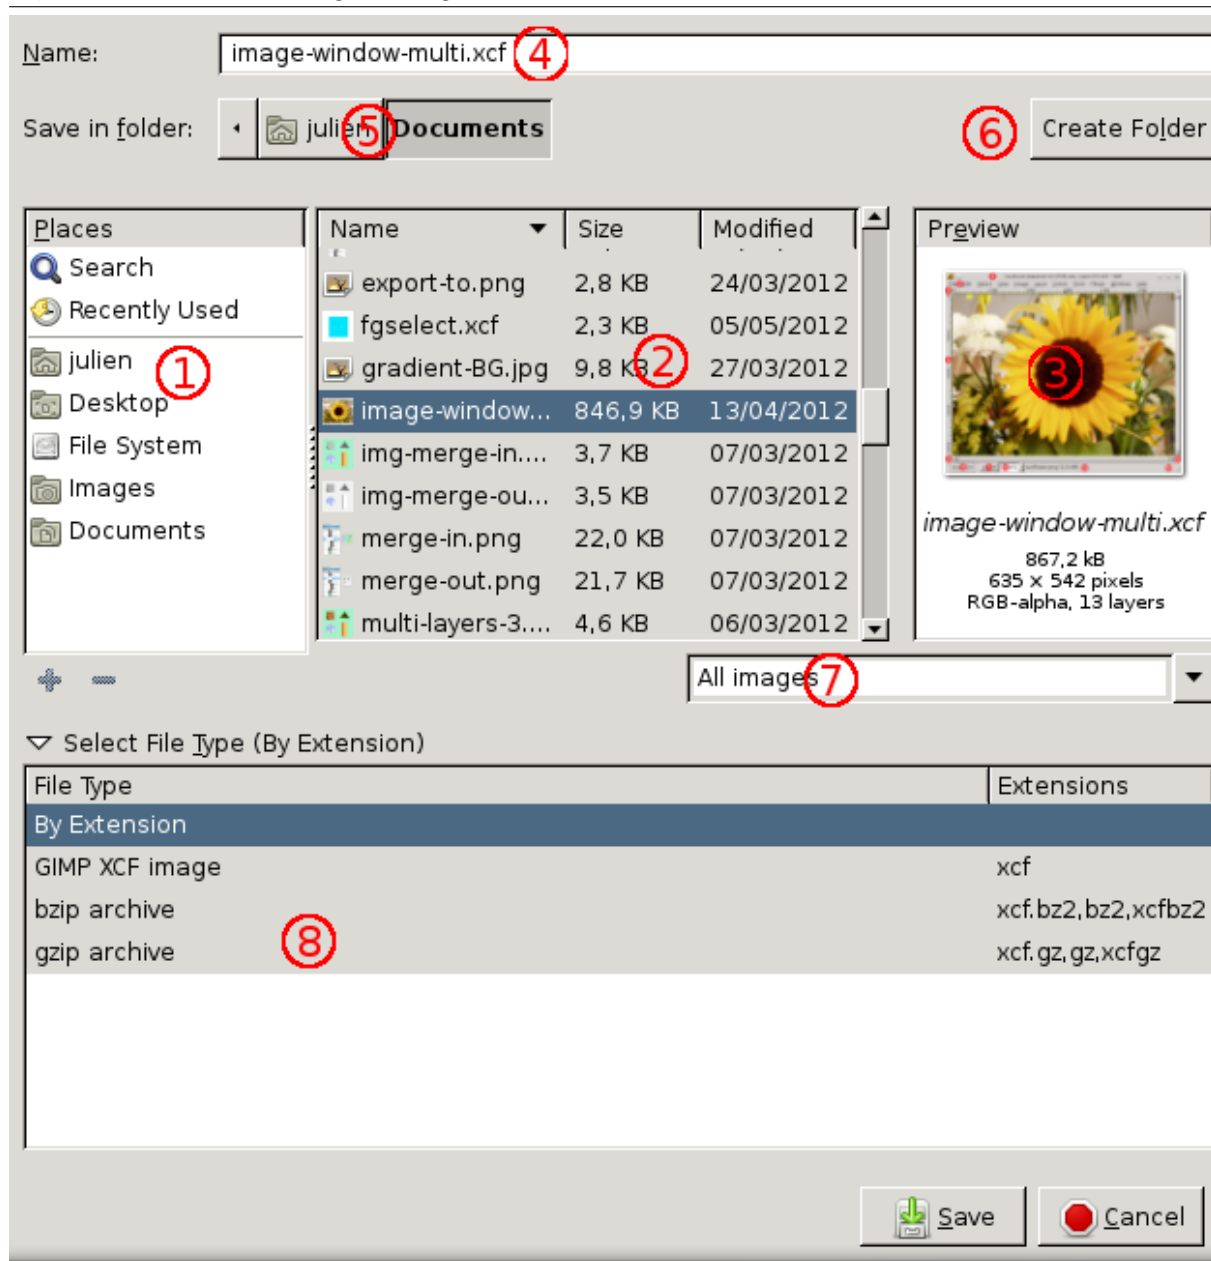 Name: image-window-multi.xcf 4
Save in folder: julien 5 Documents 6 Create Folder
Places Name Size Modified Preview
Search
Recently Used
julien 1
Desktop
File System
Images
Documents
export-to.png 2,8 KB 24/03/2012
fgselect.xcf 2,3 KB 05/05/2012
gradient-BG.jpg 9,8 KB 2 27/03/2012
image-window... 846,9 KB 13/04/2012
img-merge-in.... 3,7 KB 07/03/2012
img-merge-ou... 3,5 KB 07/03/2012
merge-in.png 22,0 KB 07/03/2012
merge-out.png 21,7 KB 07/03/2012
multi-layers-3.... 4,6 KB 06/03/2012
3
image-window-multi.xcf
867,2 kB
635 x 542 pixels
RGB-alpha, 13 layers
All images 7
Select File Type (By Extension)
File Type Extensions
By Extension
GIMP XCF image xcf
bzip archive xcf.bz2,bz2,xcfbz2
gzip archive 8 xcf.gz,gz,xcfgz
Save Cancel